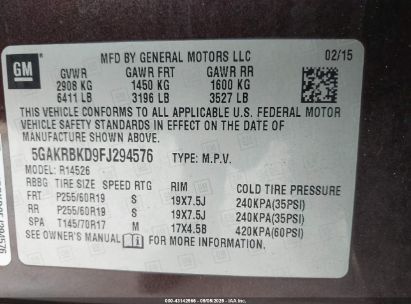 GM
MFD BY GENERAL MOTORS LLC 02/15
GVWR GAWR FRT GAWR RR
2908 KG 1450 KG 1600 KG
6411 LB 3196 LB 3527 LB
THIS VEHICLE CONFORMS TO ALL APPLICABLE U.S. FEDERAL MOTOR
VEHICLE SAFETY STANDARDS IN EFFECT ON THE DATE OF
MANUFACTURE SHOWN ABOVE.
5GAKRBKD9FJ294576 TYPE: M.P.V.
MODEL: R14526
RBBG TIRE SIZE SPEED RTG RIM COLD TIRE PRESSURE
FRT P255/60R19 S 19X7.5J 240KPA(35PSI)
RR P255/60R19 S 19X7.5J 240KPA(35PSI)
SPA T145/70R17 M 17X4.5B 420KPA(60PSI)
SEE OWNER'S MANUAL FOR MORE INFORMATION.